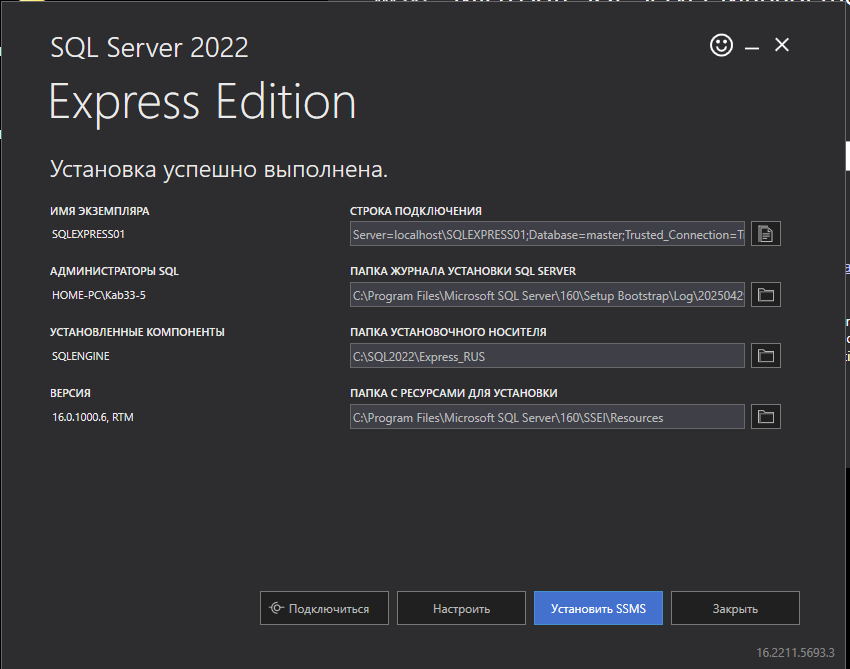 SQL Server 2022
Express Edition
Установка успешно выполнена.
ИМЯ ЭКЗЕМПЛЯРА
SQLEXPRESS01
СТРОКА ПОДКЛЮЧЕНИЯ
Server=localhost\SQLEXPRESS01;Database=master;Trusted_Connection=T
АДМИНИСТРАТОРЫ SQL
HOME-PC\Kab33-5
ПАПКА ЖУРНАЛА УСТАНОВКИ SQL SERVER
C:\Program Files\Microsoft SQL Server\160\Setup Bootstrap\Log\2025042
УСТАНОВЛЕННЫЕ КОМПОНЕНТЫ
SQLENGINE
ПАПКА УСТАНОВОЧНОГО НОСИТЕЛЯ
C:\SQL2022\Express_RUS
ВЕРСИЯ
16.0.1000.6, RTM
ПАПКА С РЕСУРСАМИ ДЛЯ УСТАНОВКИ
C:\Program Files\Microsoft SQL Server\160\SSEI\Resources
Подключиться
Настроить
Установить SSMS
Закрыть
16.2211.5693.3